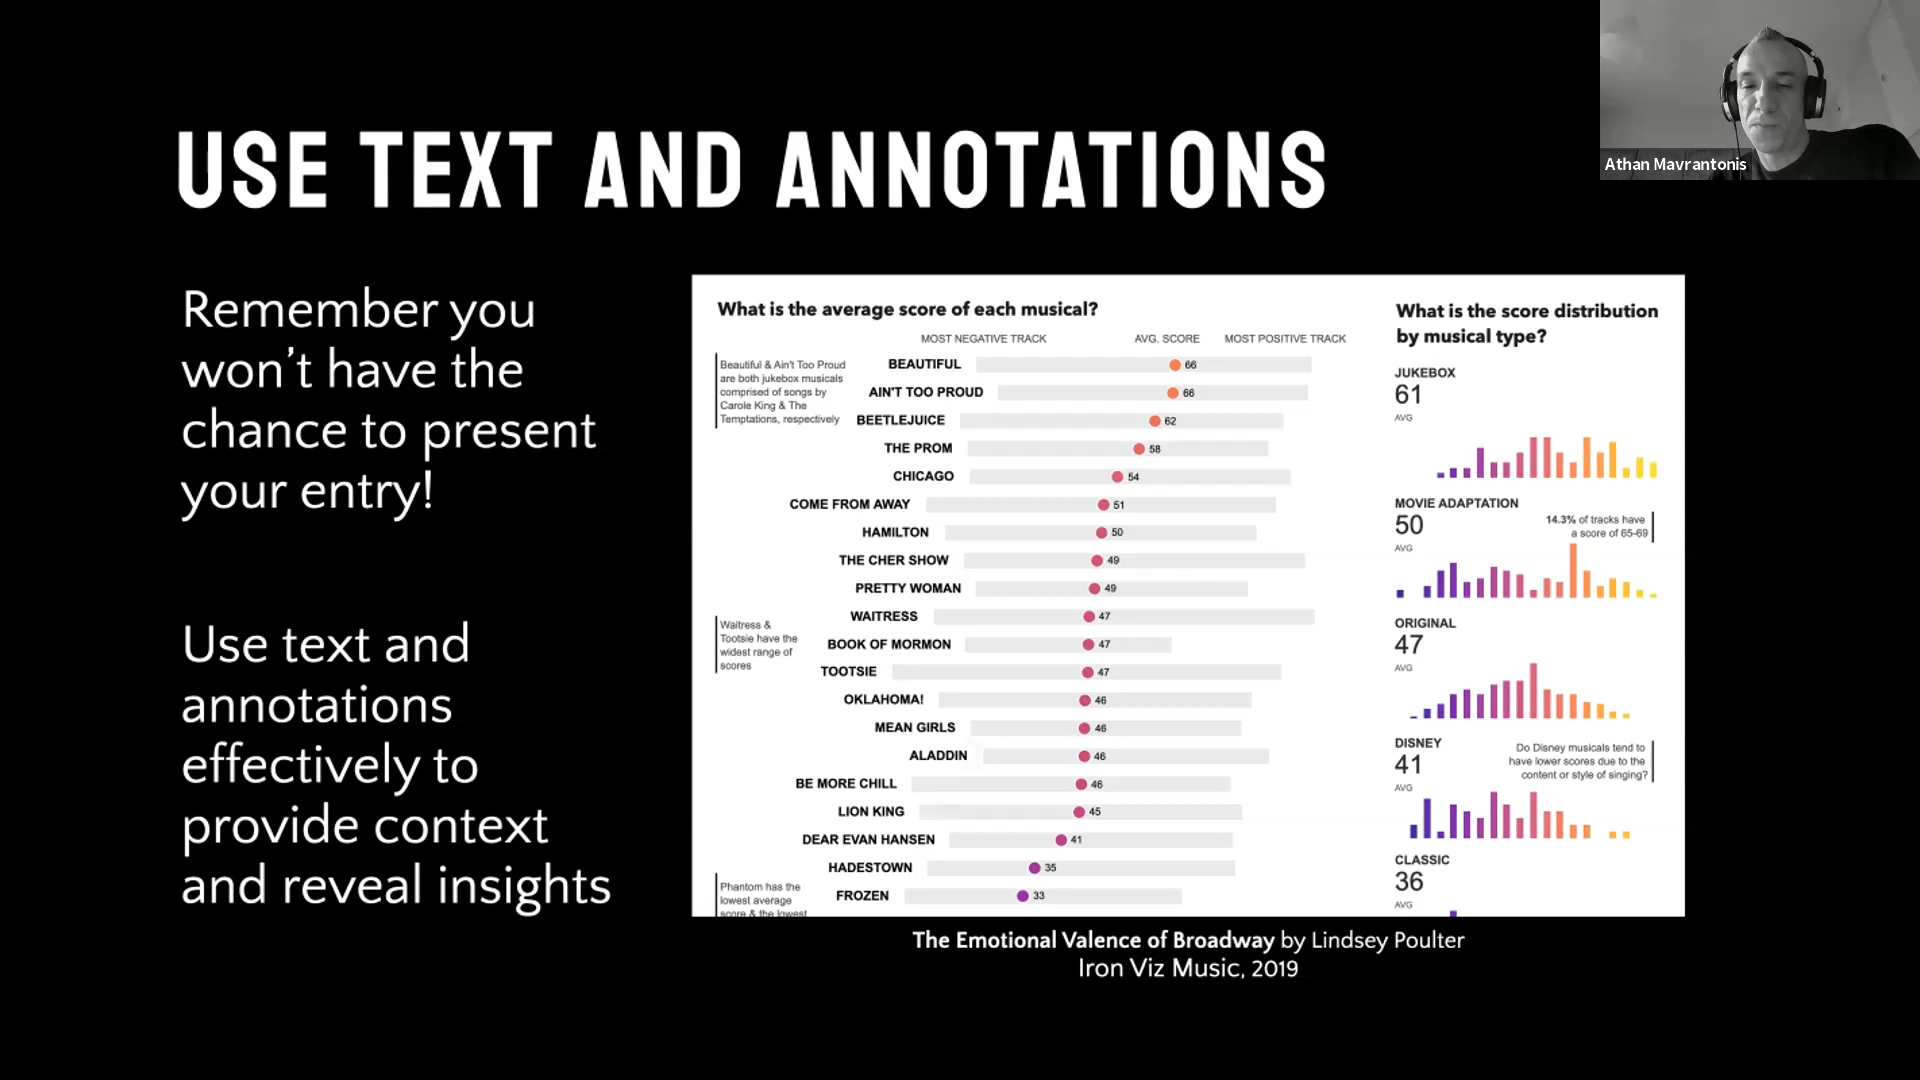 USE TEXT AND ANNOTATIONS
Athan Mavrantonis
Remember you
won't have the
chance to present
your entry!
Use text and
annotations
effectively to
provide context
and reveal insights
What is the average score of each musical?
MOST NEGATIVE TRACK AVG. SCORE MOST POSITIVE TRACK
Beautiful & Ain't Too Proud
are both jukebox musicals
comprised of songs by
Carole King & The
Temptations, respectively
BEAUTIFUL 66
AIN'T TOO PROUD 66
BEETLEJUICE 62
THE PROM 58
CHICAGO 54
COME FROM AWAY 51
HAMILTON 50
THE CHER SHOW 49
PRETTY WOMAN 49
WAITRESS 47
Waitress &
Tootsie have the
widest range of
scores
BOOK OF MORMON 47
TOOTSIE 47
OKLAHOMA! 46
MEAN GIRLS 46
ALADDIN 46
BE MORE CHILL 46
LION KING 45
DEAR EVAN HANSEN 41
HADESTOWN 35
FROZEN 33
Phantom has the
lowest average
score & the lowest
What is the score distribution
by musical type?
JUKEBOX
61
AVG
MOVIE ADAPTATION
50
AVG
14.3% of tracks have
a score of 65-69
ORIGINAL
47
AVG
DISNEY
41
AVG
Do Disney musicals tend to
have lower scores due to the
content or style of singing?
CLASSIC
36
AVG
The Emotional Valence of Broadway by Lindsey Poulter
Iron Viz Music, 2019